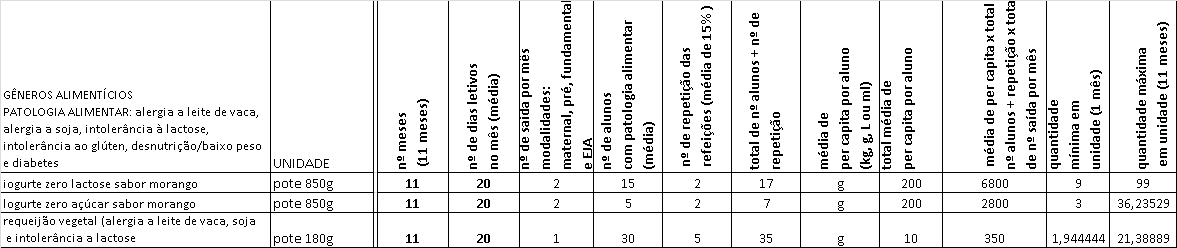 GÊNEROS ALIMENTÍCIOS
PATOLOGIA ALIMENTAR: alergia a leite de vaca,
alergia a soja, intolerância à lactose,
intolerância ao glúten, desnutrição/baixo peso
e diabetes
UNIDADE
nº meses
(11 meses)
nº de dias letivos
no mês (média)
nº de saída por mês
modalidades:
maternal, pré, fundamental
e EJA
nº de alunos
com patologia alimentar
(média)
nº de repetição das
refeições (média de 15%)
total de nº alunos + nº de
repetição
média de
per capita por aluno
(kg, g, L ou ml)
total média de
per capita por aluno
média de per capita x total
nº alunos + repetição x total
de nº saída por mês
quantidade
mínima em
unidade (1 mês)
quantidade máxima
em unidade (11 meses)
iogurte zero lactose sabor morango pote 850g 11 20 2 15 2 17 g 200 6800 9 99
Iogurte zero açúcar sabor morango pote 850g 11 20 2 5 2 7 g 200 2800 3 36,23529
requeijão vegetal (alergia a leite de vaca, soja
e intolerância a lactose pote 180g 11 20 1 30 5 35 g 10 350 1,944444 21,38889